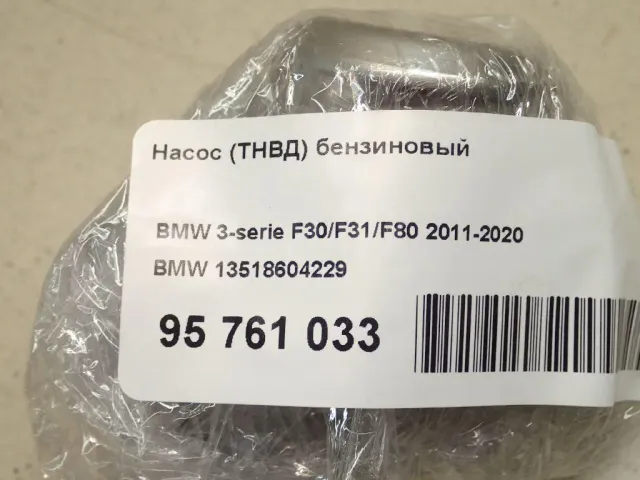 Насос (ТНВД) бензиновый
BMW 3-serie F30/F31/F80 2011-2020
BMW 13518604229
95 761 033